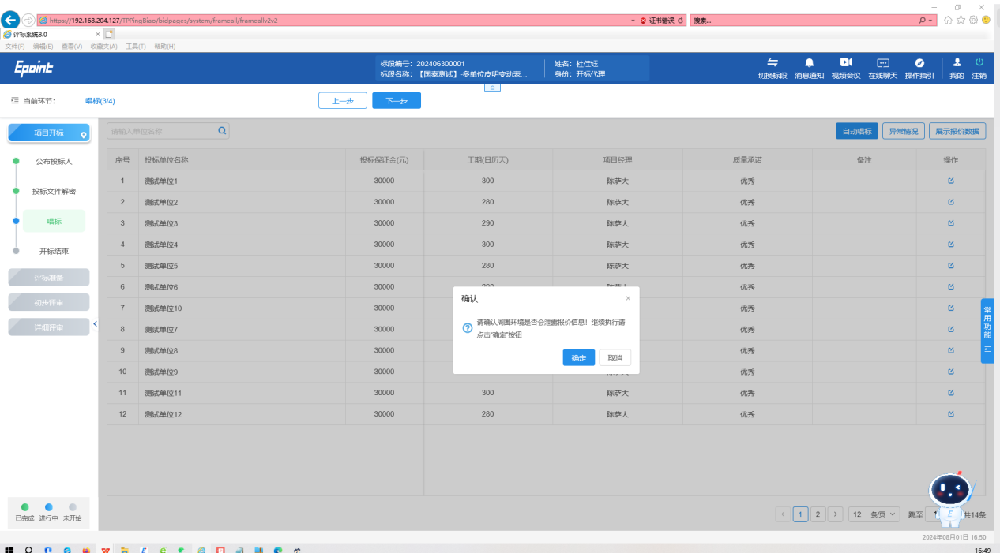 https://192.168.204.127/TPPingBiao/bidpages/system/frameall/frameallv2v2
证书错误
搜索...
评标系统8.0
文件(F) 编辑(E) 查看(V) 收藏夹(A) 工具(T) 帮助(H)
Epoint
标段编号：202406300001
标段名称：【国泰测试】-多单位皮明变动表...
姓名：杜佳钰
身份：开标代理
切换标段 消息通知 视频会议 在线聊天 操作指引 我的 注销
当前环节： 唱标(3/4)
上一步 下一步
项目开标
公布投标人
投标文件解密
唱标
开标结束
评标准备
初步评审
详细评审
已完成 进行中 未开始
请输入单位名称
自动唱标 异常情况 展示报价数据
序号 投标单位名称 投标保证金(元) 工期(日历天) 项目经理 质量承诺 备注 操作
1 测试单位1 30000 300 陈萨大 优秀
2 测试单位2 30000 280 陈萨大 优秀
3 测试单位3 30000 290 陈萨大 优秀
4 测试单位4 30000 300 陈萨大 优秀
5 测试单位5 30000 280 陈萨大 优秀
6 测试单位6 30000 290 陈萨大 优秀
7 测试单位10 30000 优秀
8 测试单位7 30000 优秀
9 测试单位8 30000 优秀
10 测试单位9 30000 优秀
11 测试单位11 30000 300 陈萨大 优秀
12 测试单位12 30000 280 陈萨大 优秀
确认
请确认周围环境是否会泄露报价信息！继续执行请
点击"确定"按钮
确定 取消
常用功能
1 2 12 条/页 跳至 1 共14条
E
2024年08月01日 16:50
16:49